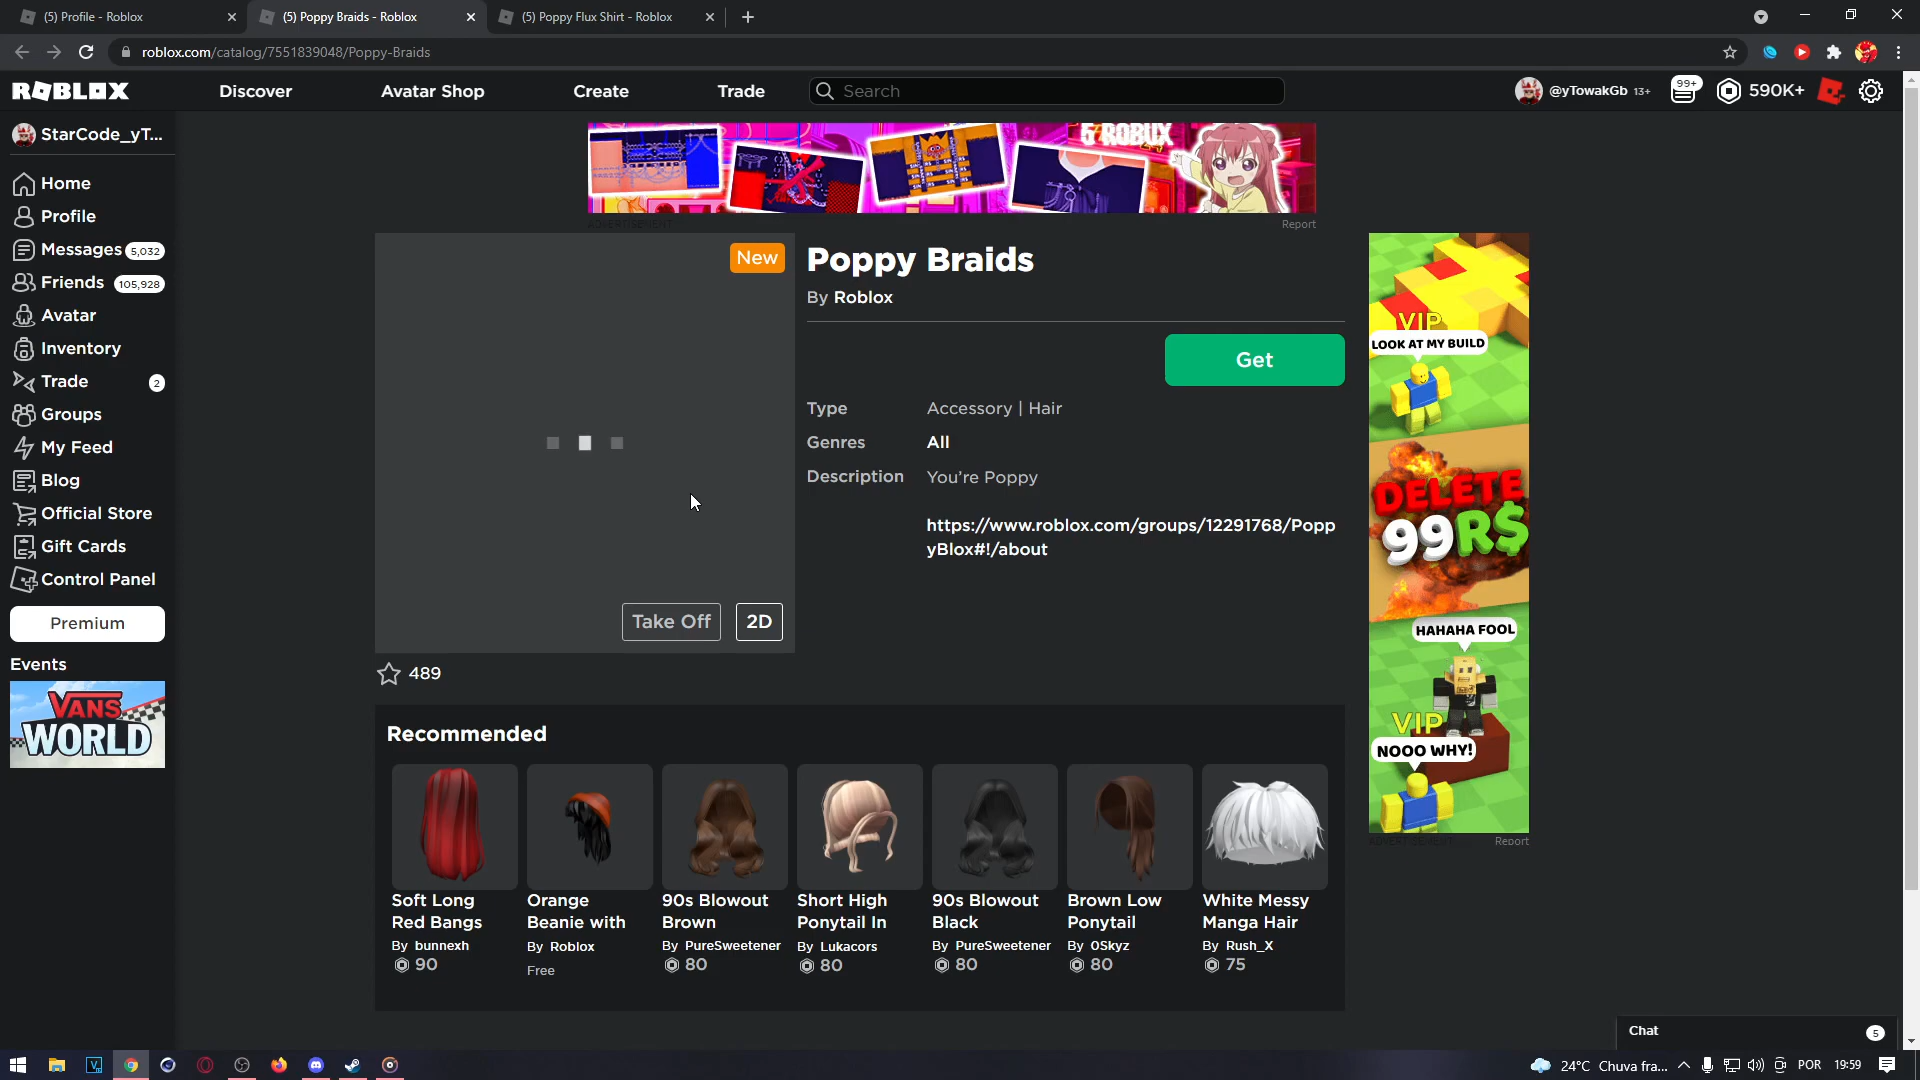 (5) Profile - Roblox
(5) Poppy Braids - Roblox
(5) Poppy Flux Shirt - Roblox
roblox.com/catalog/7551839048/Poppy-Braids
ROBLOX
Discover
Avatar Shop
Create
Trade
Search
@yTowakGb 13+
99+
590K+
StarCode_yT...
Home
Profile
Messages 5,032
Friends 105,928
Avatar
Inventory
Trade 2
Groups
My Feed
Blog
Official Store
Gift Cards
Control Panel
Premium
Events
VANS
WORLD
5 ROBUX
ADVERTISEMENT
Report
New
Take Off
2D
489
Poppy Braids
By Roblox
Get
Type Accessory | Hair
Genres All
Description You're Poppy
https://www.roblox.com/groups/12291768/Popp
yBlox#!/about
VIP
LOOK AT MY BUILD
DELETE
99R$
HAHAHA FOOL
VIP
NOOO WHY!
ADVERTISEMENT
Report
Recommended
Soft Long
Red Bangs
By bunnexh
90
Orange
Beanie with
By Roblox
Free
90s Blowout
Brown
By PureSweetener
80
Short High
Ponytail In
By Lukacors
80
90s Blowout
Black
By PureSweetener
80
Brown Low
Ponytail
By 0Skyz
80
White Messy
Manga Hair
By Rush_X
75
Chat
5
24°C Chuva fra...
POR
19:59